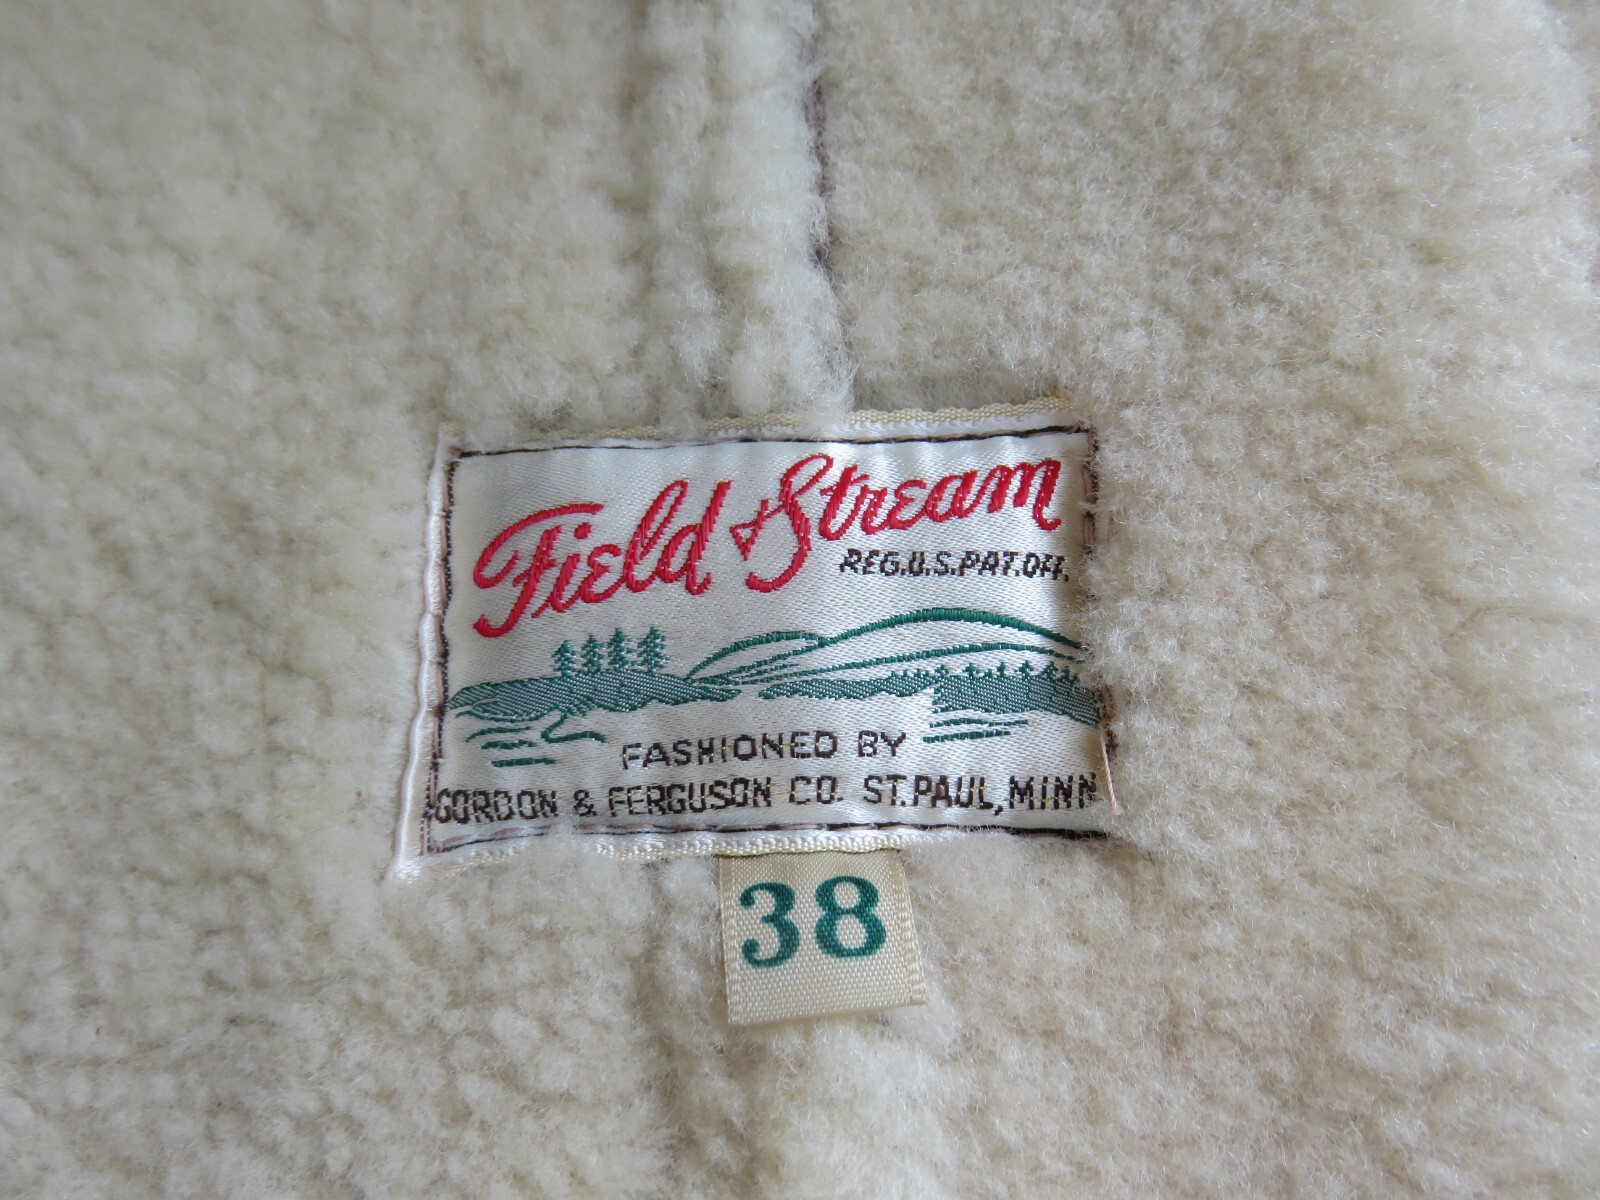 Field & Stream
REG.U.S.PAT.OFF.
FASHIONED BY
GORDON & FERGUSON CO. ST.PAUL, MINN
38